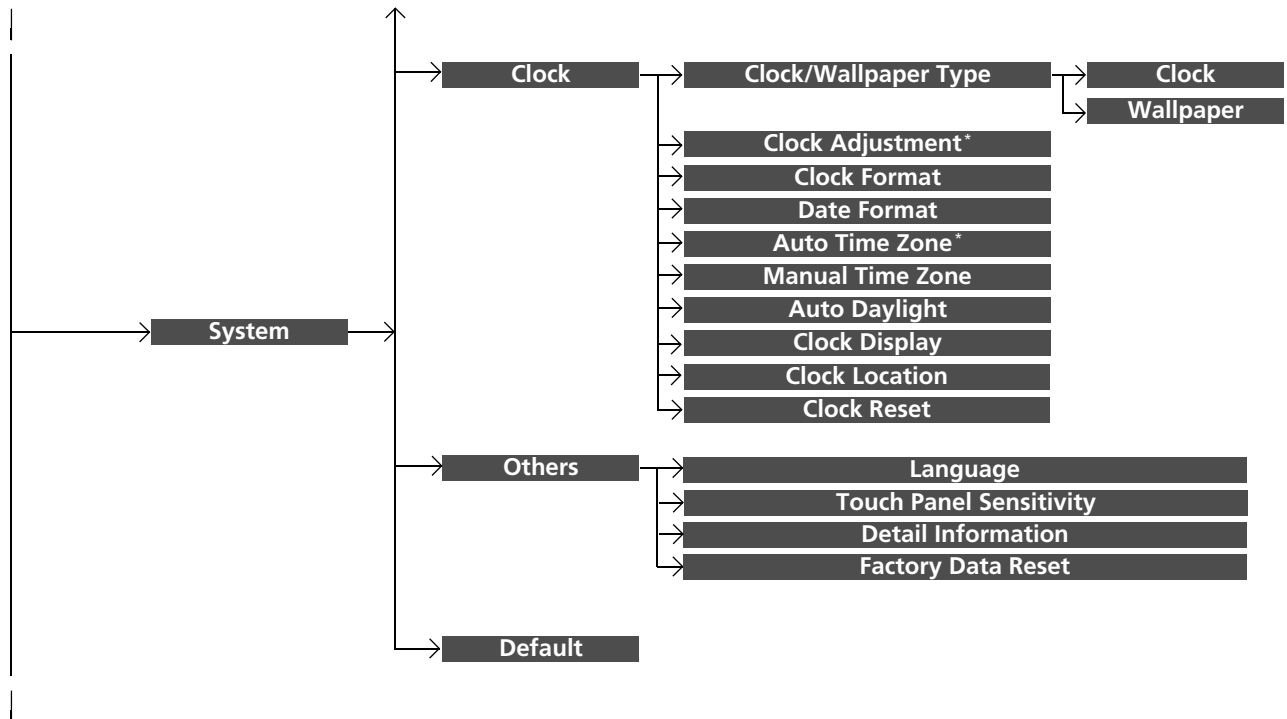 Clock
Clock/Wallpaper Type
Clock
Wallpaper
Clock Adjustment*
Clock Format
Date Format
Auto Time Zone*
Manual Time Zone
Auto Daylight
System
Clock Display
Clock Location
Clock Reset
Others
Language
Touch Panel Sensitivity
Detail Information
Factory Data Reset
Default